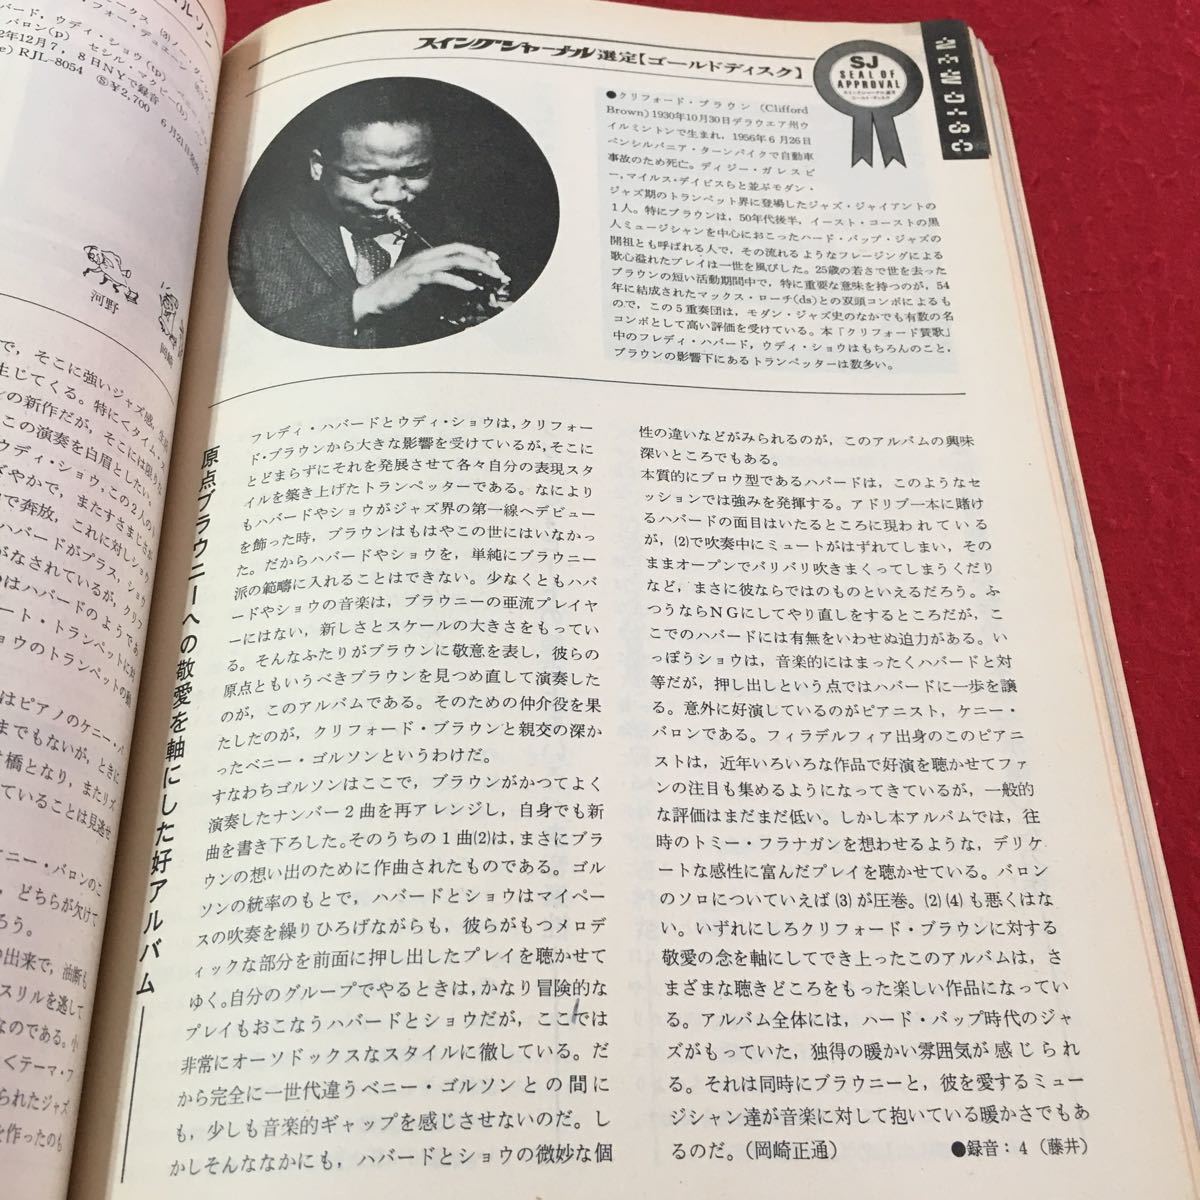 スイングジャーナル選定【ゴールドディスク】
SJ
SEAL OF
APPROVAL
●クリフォード・ブラウン (Clifford
Brown) 1930年10月30日デラウエア州ウ
イルミントンで生まれ，1956年6月26日
ペンシルバニア・ターンパイクで自動車
事故のため死亡。ディジー・ガレスピ
ー，マイルス・デイビスらと並ぶモダン・
ジャズ期のトランペット界に登場したジャズ・ジャイアントの
1人。特にブラウンは，50年代後半，イースト・コーストの黒
人ミュージシャンを中心におこったハード・バップ・ジャズの
開祖とも呼ばれる人で，その流れるようなフレージングによる
歌心溢れたプレイは一世を風びした。25歳の若さで世を去った
ブラウンの短い活動期間中で，特に重要な意味を持つのが，54
年に結成されたマックス・ローチ(ds)との双頭コンボによるも
ので，この5重奏団は，モダン・ジャズ史のなかでも有数の名
コンボとして高い評価を受けている。本「クリフォード賛歌」
中のフレディ・ハバード，ウディ・ショウはもちろんのこと，
ブラウンの影響下にあるトランペッターは数多い。
原点ブラウニーへの敬愛を軸にした好アルバム
フレディ・ハバードとウディ・ショウは，クリフォー
ド・ブラウンから大きな影響を受けているが，そこに
とどまらずにそれを発展させて各々自分の表現スタ
イルを築き上げたトランペッターである。なにより
もハバードやショウがジャズ界の第一線へデビュー
を飾った時，ブラウンはもはやこの世にはいなかっ
た。だからハバードやショウを，単純にブラウニー
派の範疇に入れることはできない。少なくともハバ
ードやショウの音楽は，ブラウニーの亜流プレイヤ
ーにはない，新しさとスケールの大きさをもってい
る。そんなふたりがブラウンに敬意を表し，彼らの
原点ともいうべきブラウンを見つめ直して演奏した
のが，このアルバムである。そのための仲介役を果
たしたのが，クリフォード・ブラウンと親交の深か
ったベニー・ゴルソンというわけだ。
すなわちゴルソンはここで，ブラウンがかつてよく
演奏したナンバー2曲を再アレンジし，自身でも新
曲を書き下ろした。そのうちの1曲(2)は，まさにブラ
ウンの想い出のために作曲されたものである。ゴル
ソンの統率のもとで，ハバードとショウはマイペー
スの吹奏を繰りひろげながらも，彼らがもつメロデ
ィックな部分を前面に押し出したプレイを聴かせて
ゆく。自分のグループでやるときは，かなり冒険的な
プレイもおこなうハバードとショウだが，ここでは
非常にオーソドックスなスタイルに徹している。だ
から完全に一世代違うベニー・ゴルソンとの間に
も，少しも音楽的ギャップを感じさせないのだ。し
かしそんななかにも，ハバードとショウの微妙な個
性の違いなどがみられるのが，このアルバムの興味
深いところでもある。
本質的にブロウ型であるハバードは，このようなセ
ッションでは強みを発揮する。アドリブ一本に賭け
るハバードの面目はいたるところに現われている
が，(2)で吹奏中にミュートがはずれてしまい，その
ままオープンでバリバリ吹きまくってしまうくだり
など，まさに彼ならではのものといえるだろう。ふ
つうならNGにしてやり直しをするところだが，こ
こでのハバードには有無をいわせぬ迫力がある。い
っぽうショウは，音楽的にはまったくハバードと対
等だが，押し出しという点ではハバードに一歩を譲
る。意外に好演しているのがピアニスト，ケニー・
バロンである。フィラデルフィア出身のこのピアニ
ストは，近年いろいろな作品で好演を聴かせてファ
ンの注目も集めるようになってきているが，一般的
な評価はまだまだ低い。しかし本アルバムでは，往
時のトミー・フラナガンを想わせるような，デリケ
ートな感性に富んだプレイを聴かせている。バロン
のソロについていえば(3)が圧巻。(2)(4)も悪くはな
い。いずれにしろクリフォード・ブラウンに対する
敬愛の念を軸にしてでき上ったこのアルバムは，さ
まざまな聴きどころをもった楽しい作品になってい
る。アルバム全体には，ハード・バップ時代のジャ
ズがもっていた，独得の暖かい雰囲気が感じられ
る。それは同時にブラウニーと，彼を愛するミュー
ジシャン達が音楽に対して抱いている暖かさでもあ
るのだ。(岡崎正通)
●録音：4 (藤井)
RJL-8054
¥2,700
河野